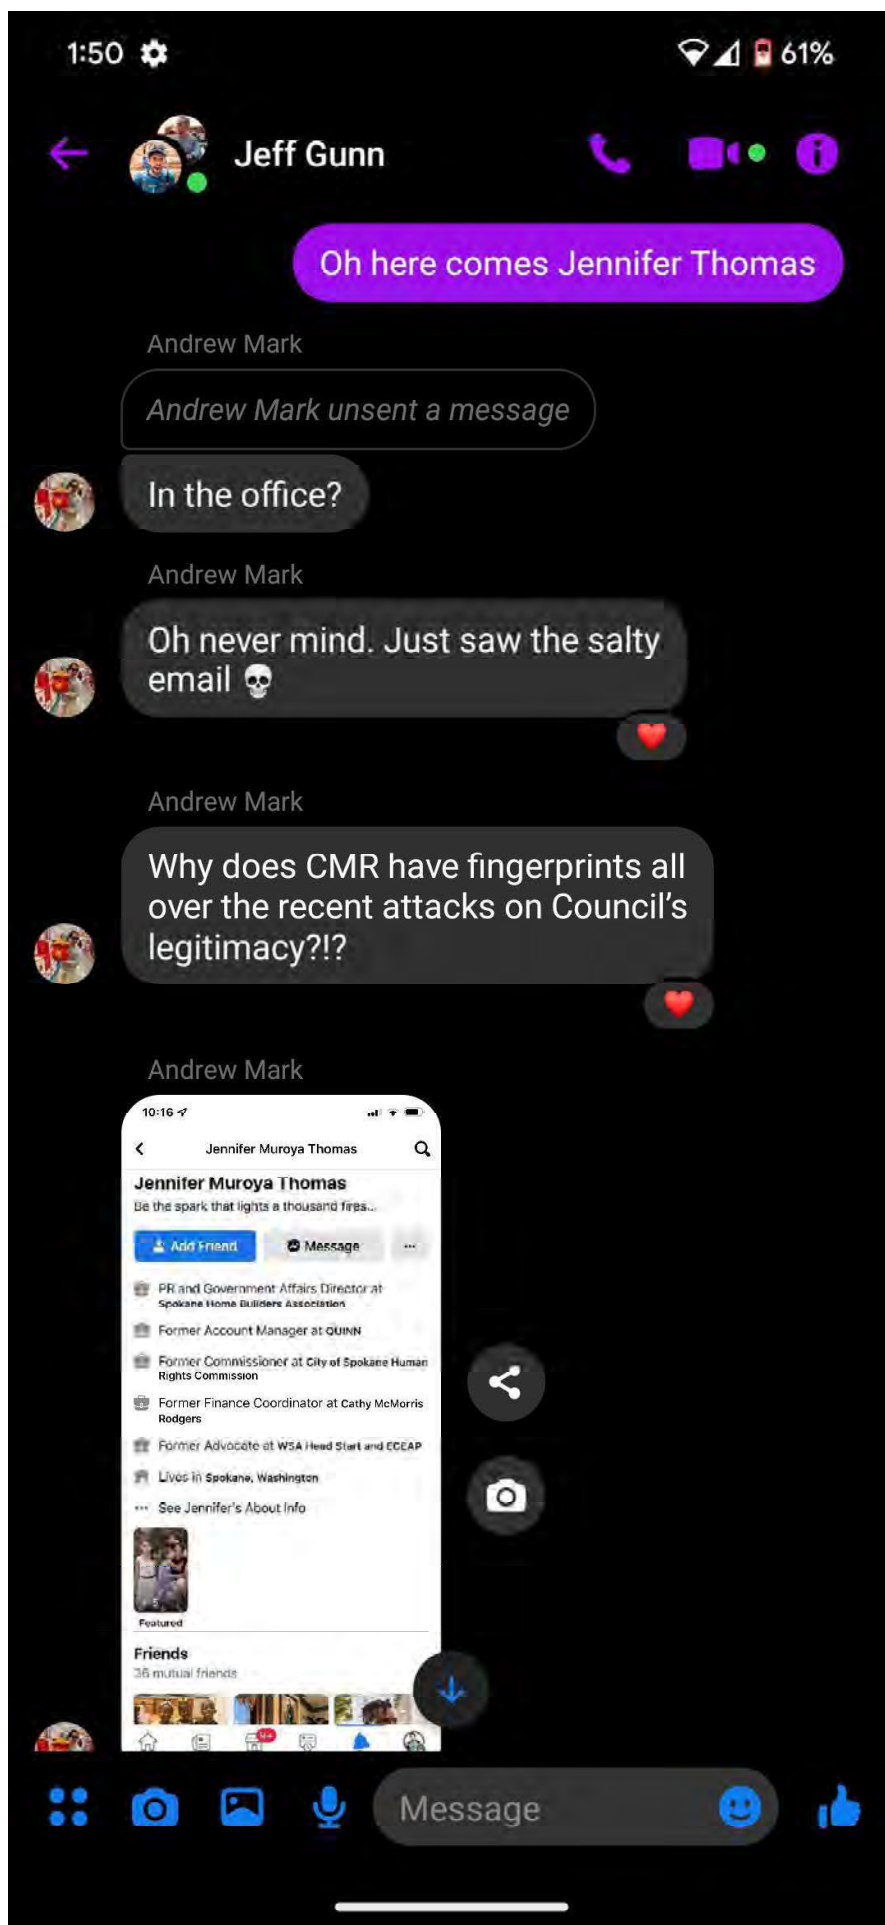 1:50
61%
Jeff Gunn
Oh here comes Jennifer Thomas
Andrew Mark
Andrew Mark unsent a message
In the office?
Andrew Mark
Oh never mind. Just saw the salty
email 💀
Andrew Mark
Why does CMR have fingerprints all
over the recent attacks on Council’s
legitimacy?!?
Andrew Mark
10:16
Jennifer Muroya Thomas
Jennifer Muroya Thomas
Be the spark that lights a thousand fires...
Add Friend
Message
PR and Government Affairs Director at
Spokane Home Builders Association
Former Account Manager at QUINN
Former Commissioner at City of Spokane Human
Rights Commission
Former Finance Coordinator at Cathy McMorris
Rodgers
Former Advocate at WSA Head Start and ECEAP
Lives in Spokane, Washington
See Jennifer's About Info
Featured
Friends
36 mutual friends
Message